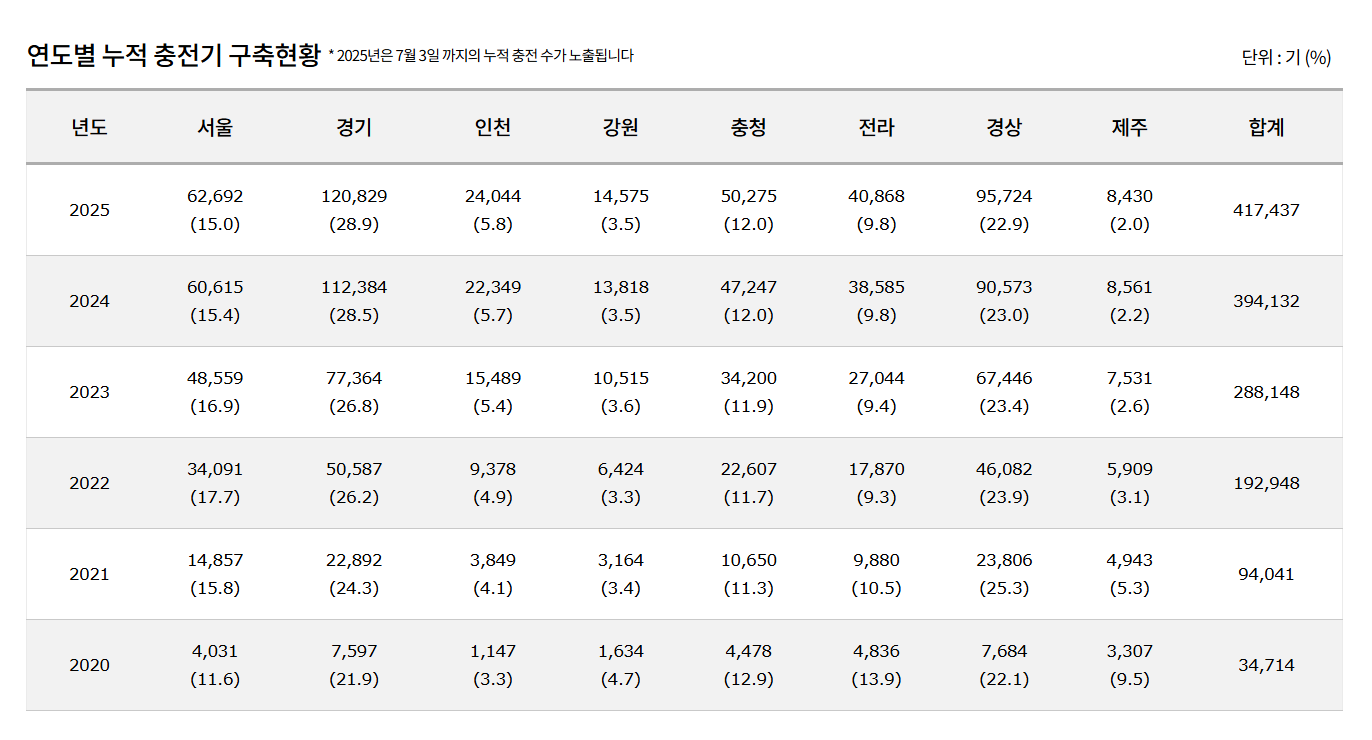 연도별 누적 충전기 구축현황 * 2025년은 7월 3일 까지의 누적 충전 수가 노출됩니다 단위 : 기 (%)
년도 서울 경기 인천 강원 충청 전라 경상 제주 합계
62,692 120,829 24,044 14,575 50,275 40,868 95,724 8,430
2025 417,437
(15.0) (28.9) (5.8) (3.5) (12.0) (9.8) (22.9) (2.0)
60,615 112,384 22,349 13,818 47,247 38,585 90,573 8,561
2024 394,132
(15.4) (28.5) (5.7) (3.5) (12.0) (9.8) (23.0) (2.2)
48,559 77,364 15,489 10,515 34,200 27,044 67,446 7,531
2023 288,148
(16.9) (26.8) (5.4) (3.6) (11.9) (9.4) (23.4) (2.6)
34,091 50,587 9,378 6,424 22,607 17,870 46,082 5,909
2022 192,948
(17.7) (26.2) (4.9) (3.3) (11.7) (9.3) (23.9) (3.1)
14,857 22,892 3,849 3,164 10,650 9,880 23,806 4,943
2021 94,041
(15.8) (24.3) (4.1) (3.4) (11.3) (10.5) (25.3) (5.3)
4,031 7,597 1,147 1,634 4,478 4,836 7,684 3,307
2020 34,714
(11.6) (21.9) (3.3) (4.7) (12.9) (13.9) (22.1) (9.5)